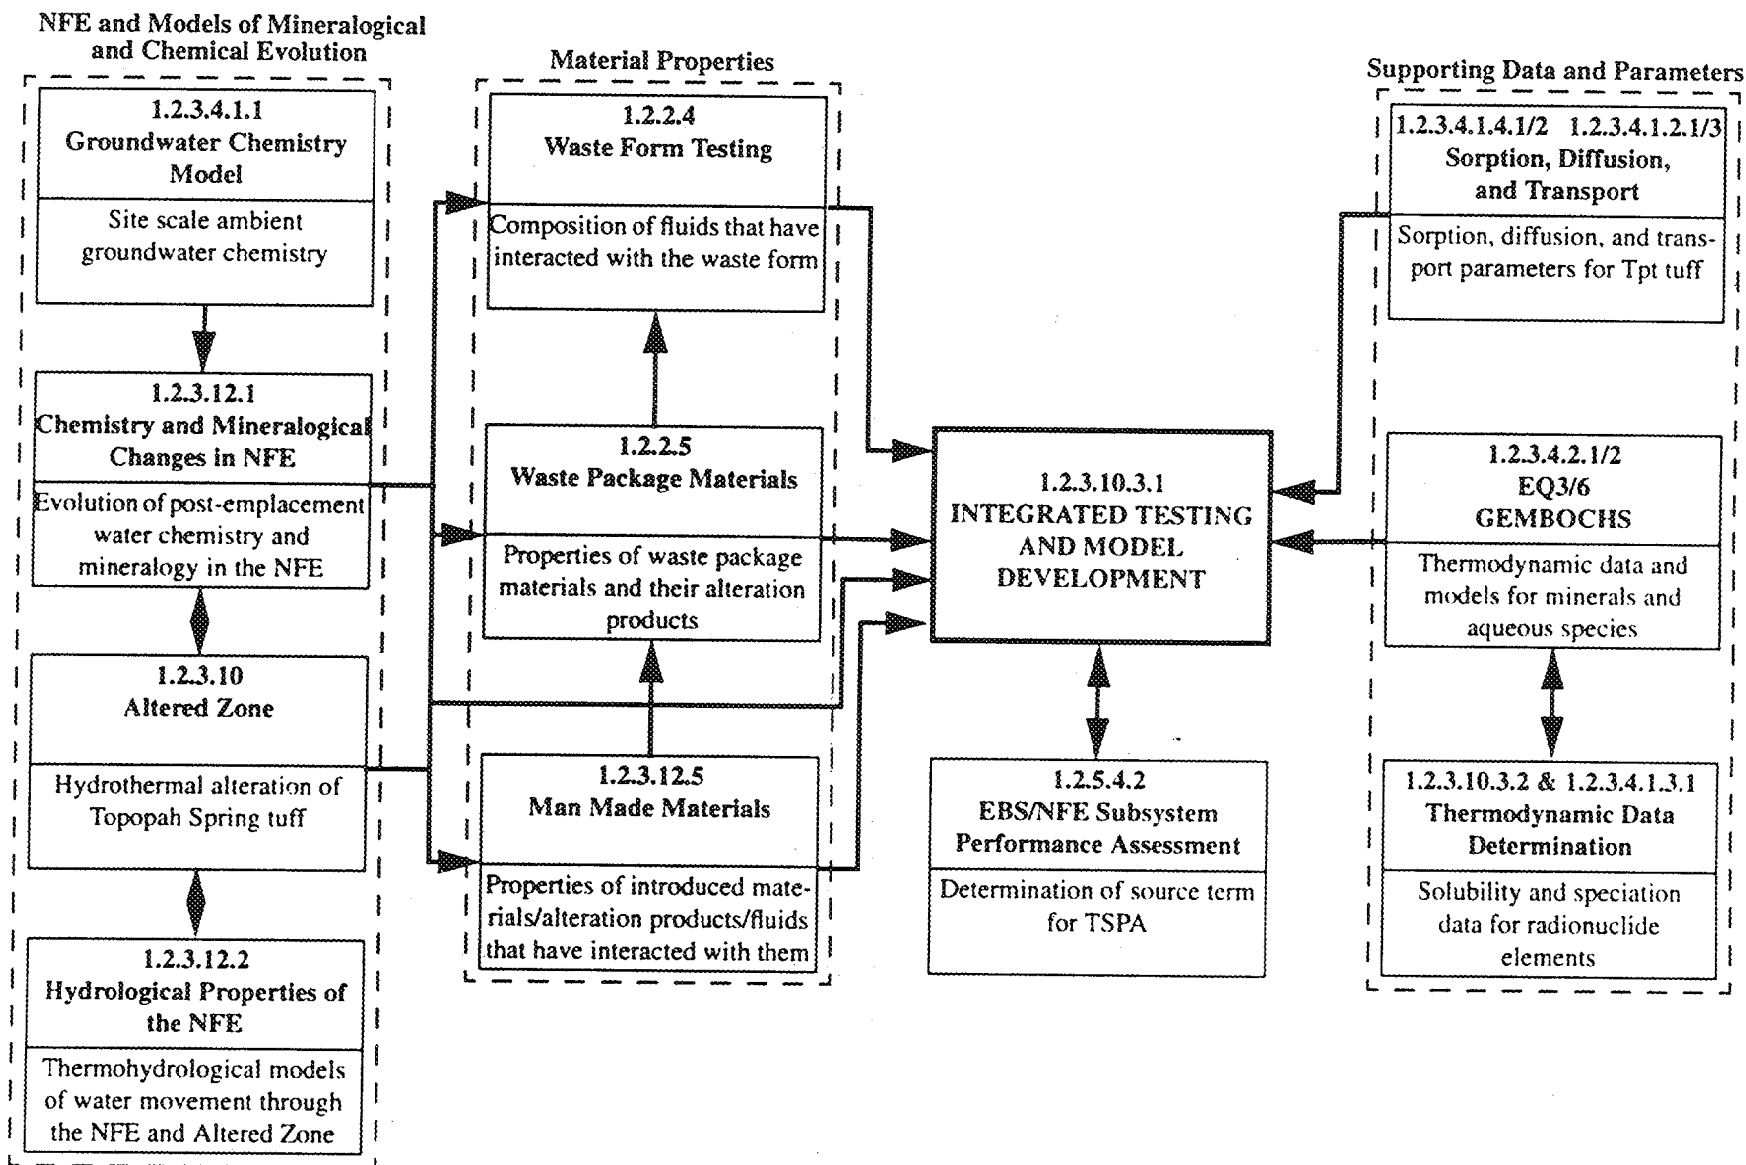 NFE and Models of Mineralogical
and Chemical Evolution
1.2.3.4.1.1
Groundwater Chemistry
Model
Site scale ambient
groundwater chemistry
1.2.3.12.1
Chemistry and Mineralogical
Changes in NFE
Evolution of post-emplacement
water chemistry and
mineralogy in the NFE
1.2.3.10
Altered Zone
Hydrothermal alteration of
Topopah Spring tuff
1.2.3.12.2
Hydrological Properties of
the NFE
Thermohydrological models
of water movement through
the NFE and Altered Zone
Material Properties
1.2.2.4
Waste Form Testing
Composition of fluids that have
interacted with the waste form
1.2.2.5
Waste Package Materials
Properties of waste package
materials and their alteration
products
1.2.3.12.5
Man Made Materials
Properties of introduced mate-
rials/alteration products/fluids
that have interacted with them
1.2.3.10.3.1
INTEGRATED TESTING
AND MODEL
DEVELOPMENT
1.2.5.4.2
EBS/NFE Subsystem
Performance Assessment
Determination of source term
for TSPA
Supporting Data and Parameters
1.2.3.4.1.4.1/2 1.2.3.4.1.2.1/3
Sorption, Diffusion,
and Transport
Sorption, diffusion, and trans-
port parameters for Tpt tuff
1.2.3.4.2.1/2
EQ3/6
GEMBOCHS
Thermodynamic data and
models for minerals and
aqueous species
1.2.3.10.3.2 & 1.2.3.4.1.3.1
Thermodynamic Data
Determination
Solubility and speciation
data for radionuclide
elements